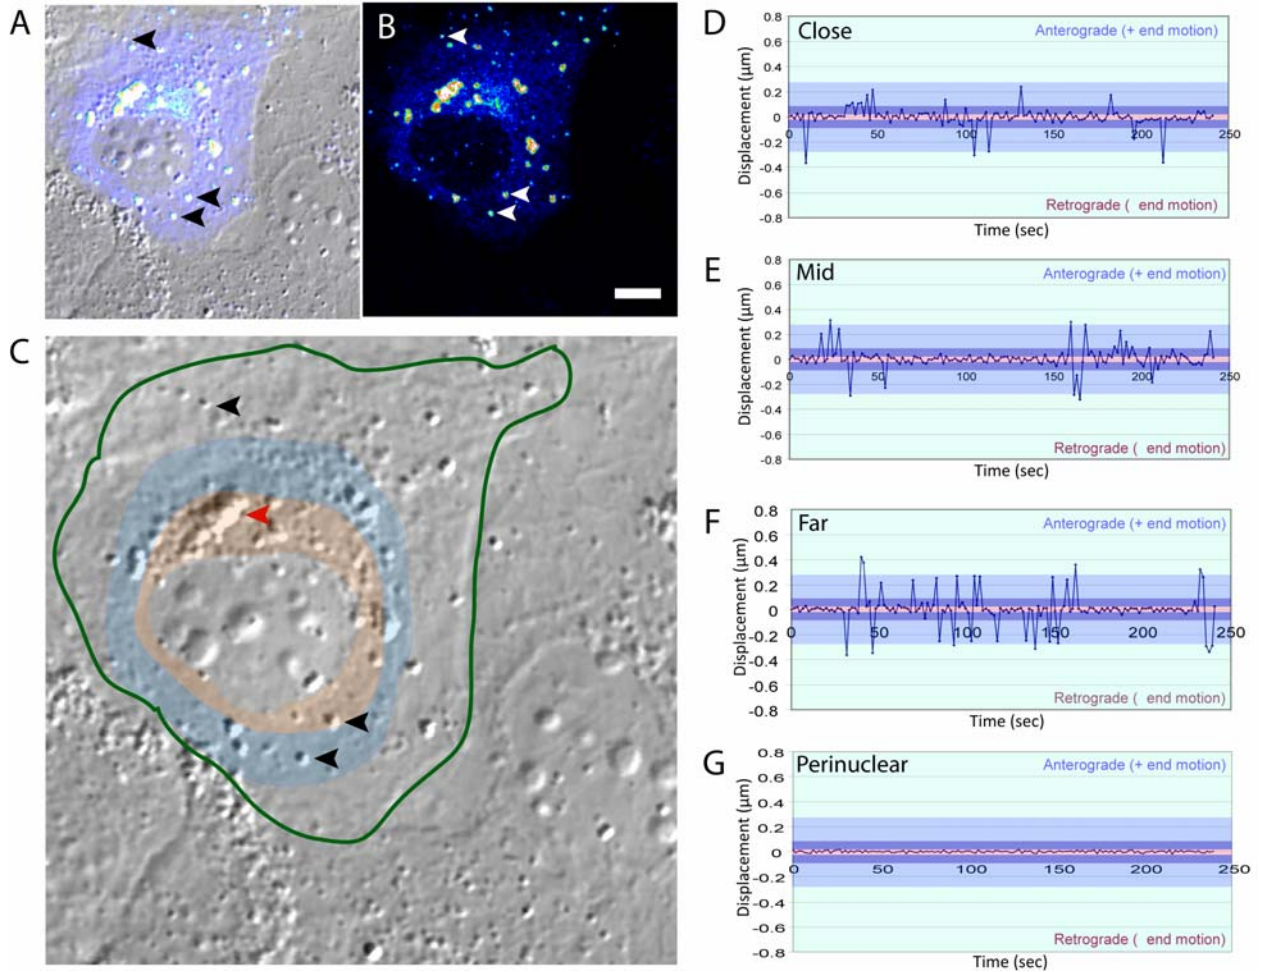 A
B
C
D
Close
Anterograde (+ end motion)
Displacement (µm)
0.8
0.6
0.4
0.2
0
-0.2
-0.4
-0.6
-0.8
0
50
100
150
200
250
Retrograde ( end motion)
Time (sec)
E
Mid
Anterograde (+ end motion)
Displacement (µm)
0.8
0.6
0.4
0.2
0
-0.2
-0.4
-0.6
-0.8
0
50
100
150
200
250
Retrograde ( end motion)
Time (sec)
F
Far
Anterograde (+ end motion)
Displacement (µm)
0.8
0.6
0.4
0.2
0
-0.2
-0.4
-0.6
-0.8
0
50
100
150
200
250
Retrograde ( end motion)
Time (sec)
G
Perinuclear
Anterograde (+ end motion)
Displacement (µm)
0.8
0.6
0.4
0.2
0
-0.2
-0.4
-0.6
-0.8
0
50
100
150
200
250
Retrograde ( end motion)
Time (sec)